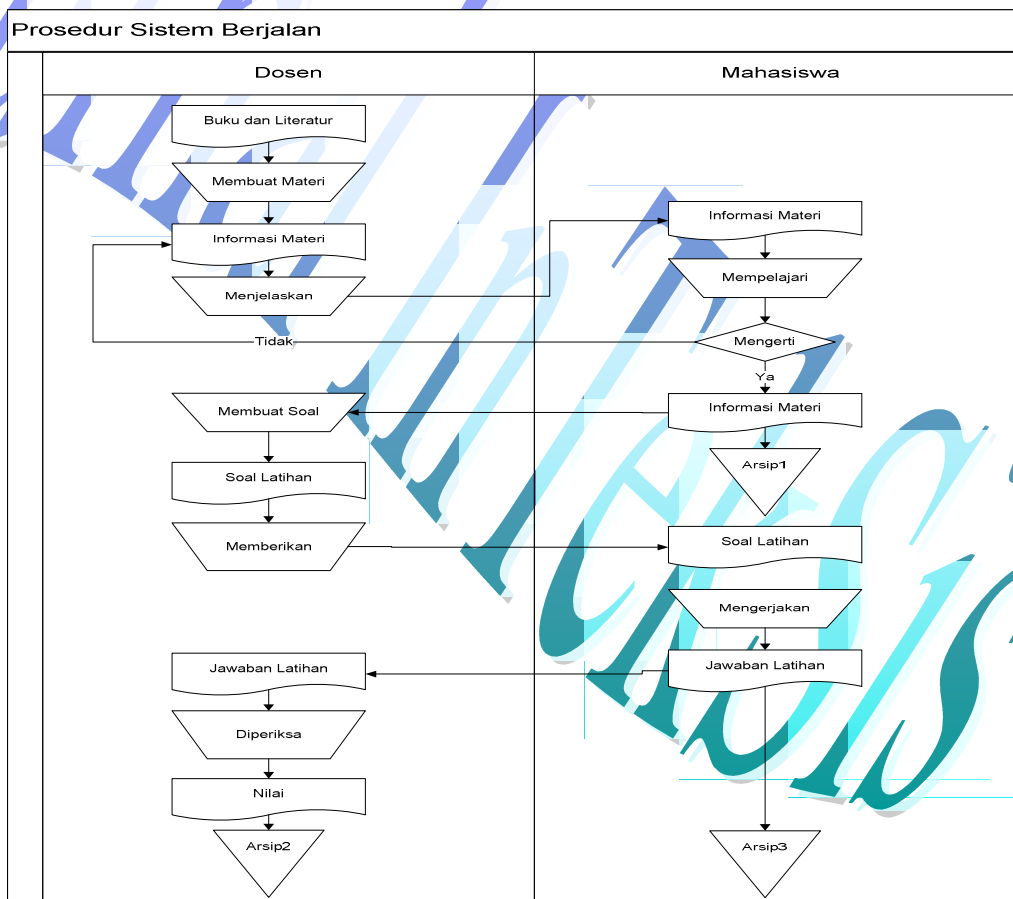 Prosedur Sistem Berjalan
Dosen
Mahasiswa
Buku dan Literatur
Membuat Materi
Informasi Materi
Menjelaskan
Informasi Materi
Mempelajari
Mengerti
Tidak
Ya
Informasi Materi
Arsip1
Membuat Soal
Soal Latihan
Memberikan
Soal Latihan
Mengerjakan
Jawaban Latihan
Jawaban Latihan
Diperiksa
Nilai
Arsip2
Arsip3